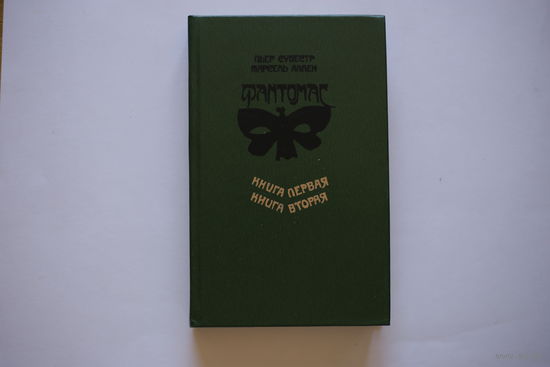 Пьер Сувестр
Марсель Аллен
Фантомас
Книга первая
Книга вторая